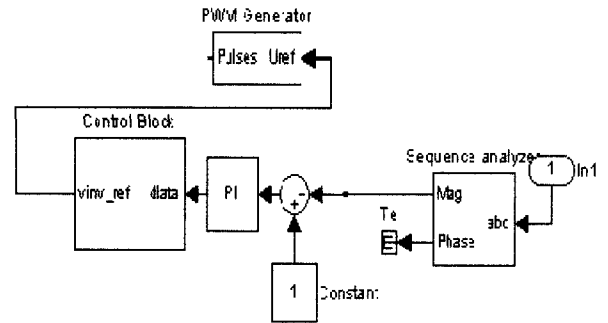 PWM Generator
Pulses Uref
Control Block
vinv_ref
PI
-
+
Sequence analyzer
1
In1
Mag
abc
Te
Phase
1
Constant